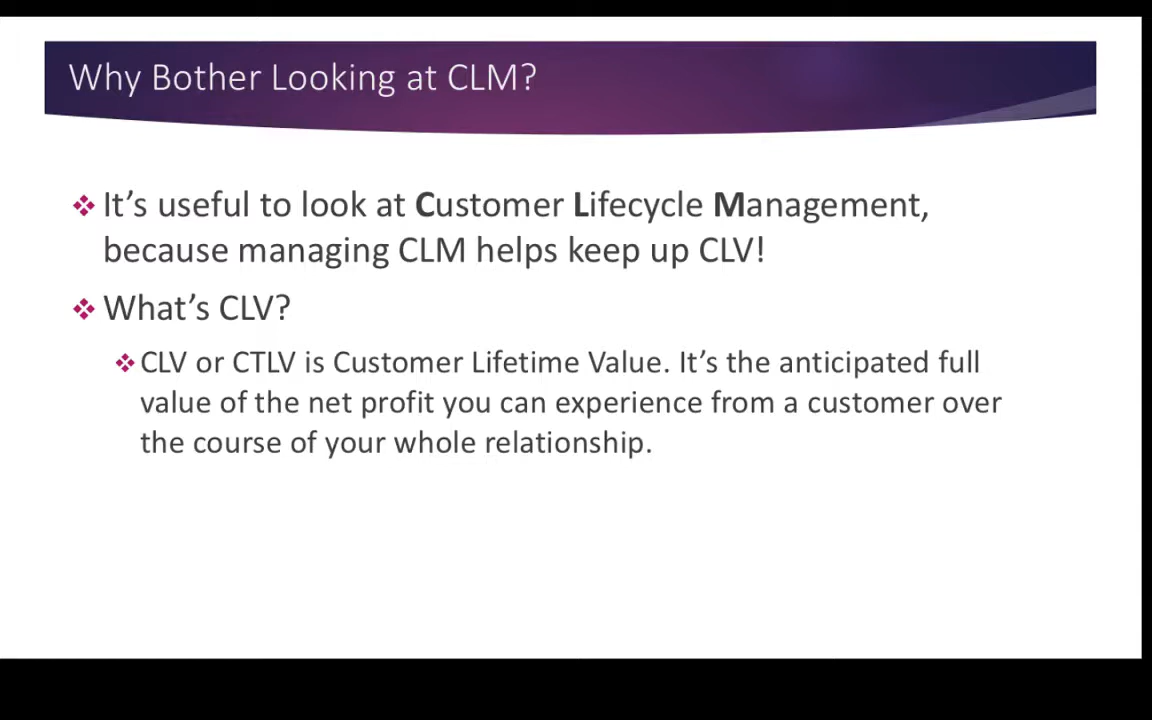 Why Bother Looking at CLM?
It’s useful to look at Customer Lifecycle Management,
because managing CLM helps keep up CLV!
What’s CLV?
CLV or CTLV is Customer Lifetime Value. It’s the anticipated full
value of the net profit you can experience from a customer over
the course of your whole relationship.